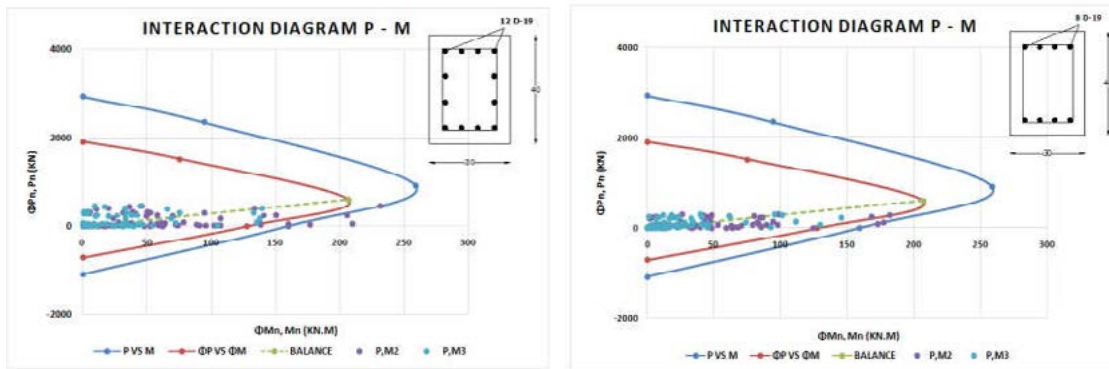 INTERACTION DIAGRAM P - M
12 D-19
40
30
4000
2000
0
-2000
0
50
100
150
200
250
300
ΦPn, Pn (KN)
ΦMn, Mn (KN.M)
P VS M
ΦP VS ΦM
BALANCE
P,M2
P,M3
INTERACTION DIAGRAM P - M
8 D-19
30
4000
2000
0
-2000
0
50
100
150
200
250
300
ΦPn, Pn (KN)
ΦMn, Mn (KN.M)
P VS M
ΦP VS ΦM
BALANCE
P,M2
P,M3